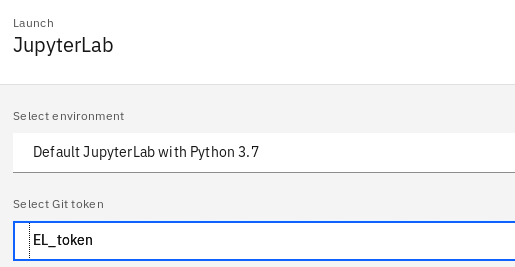 Launch
JupyterLab
Select environment
Default JupyterLab with Python 3.7
Select Git token
EL_token